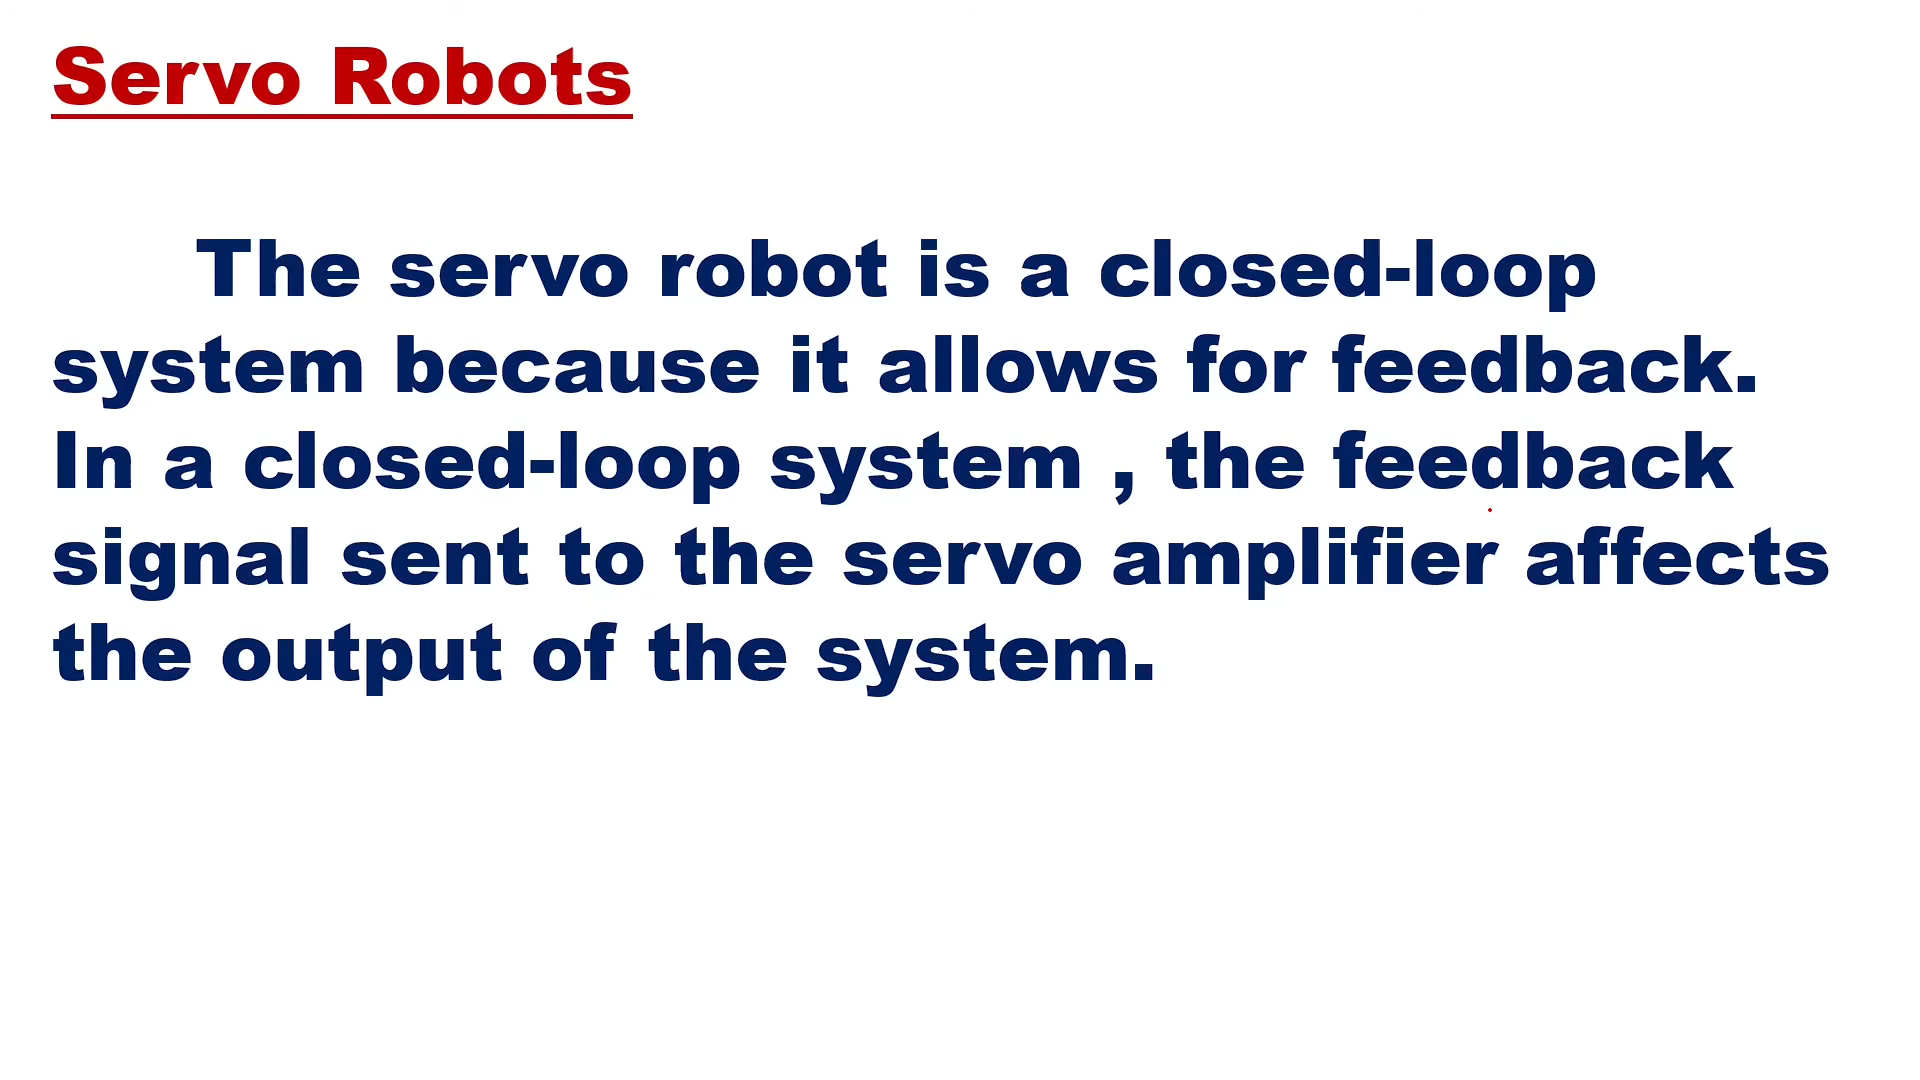 Servo Robots
The servo robot is a closed-loop
system because it allows for feedback.
In a closed-loop system , the feedback
signal sent to the servo amplifier affects
the output of the system.